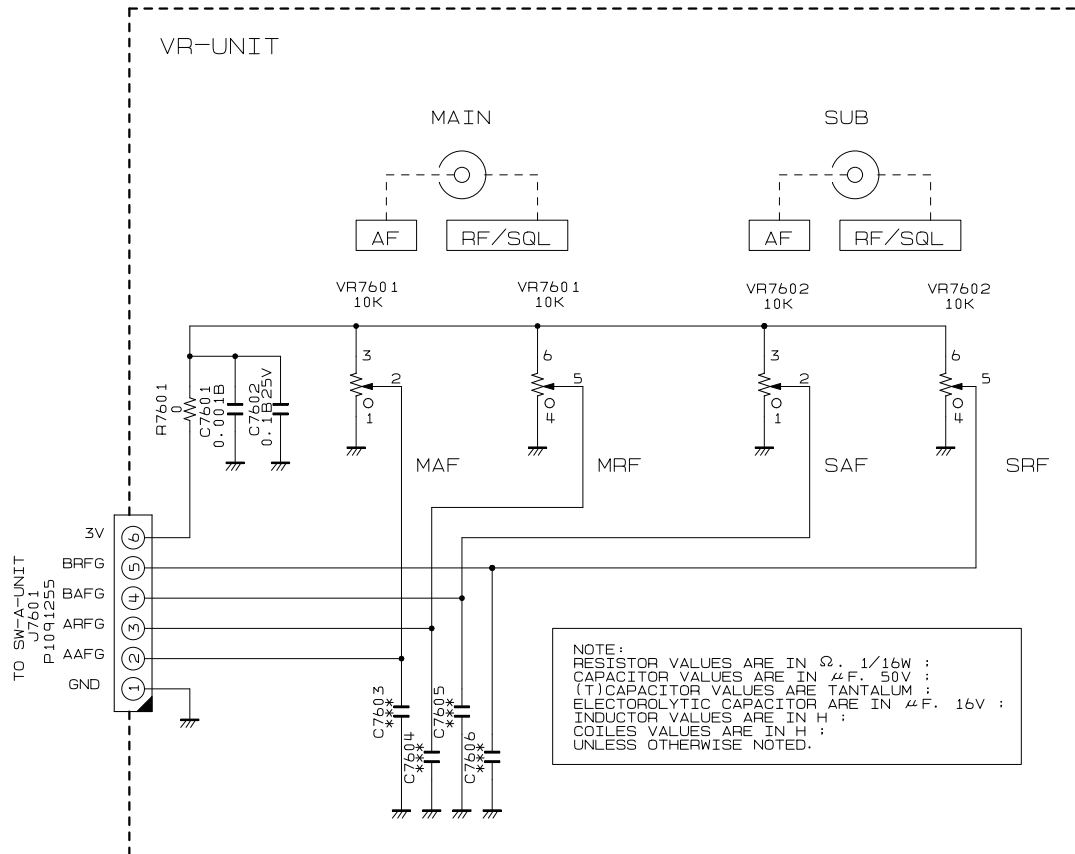 VR-UNIT
MAIN
SUB
AF
RF/SQL
AF
RF/SQL
VR7601
10K
VR7601
10K
VR7602
10K
VR7602
10K
3
2
1
6
5
4
3
2
1
6
5
4
R7601
0
C7601
0.001B
C7602
0.1B25V
MAF
MRF
SAF
SRF
TO SW-A-UNIT
J7601
P1091255
3V
6
BRFG
5
BAFG
4
ARFG
3
AAFG
2
GND
1
C7603
***
C7604
***
C7605
***
C7606
***
NOTE:
RESISTOR VALUES ARE IN Ω. 1/16W :
CAPACITOR VALUES ARE IN μF. 50V :
(T)CAPACITOR VALUES ARE TANTALUM :
ELECTOROLYTIC CAPACITOR ARE IN μF. 16V :
INDUCTOR VALUES ARE IN H :
COILES VALUES ARE IN H :
UNLESS OTHERWISE NOTED.